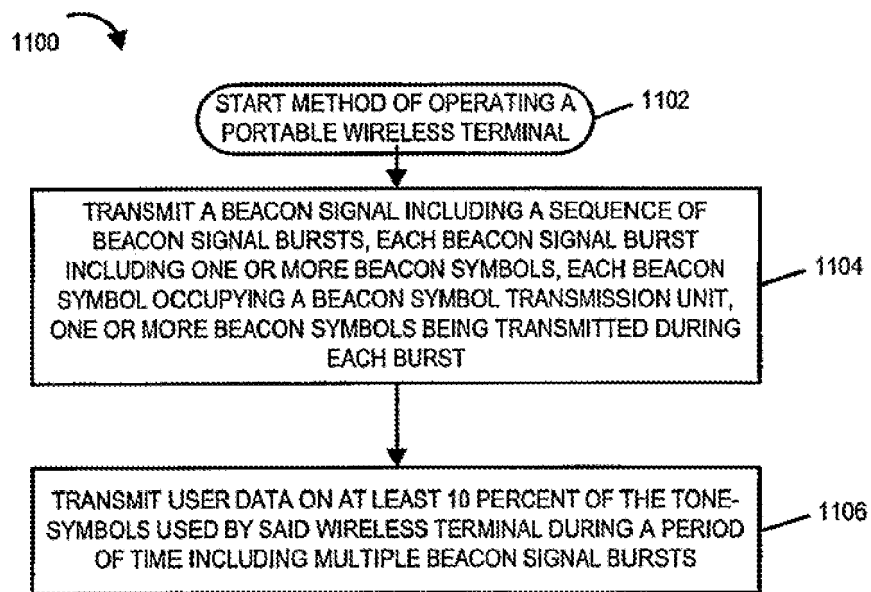 1100
START METHOD OF OPERATING A
PORTABLE WIRELESS TERMINAL
1102
TRANSMIT A BEACON SIGNAL INCLUDING A SEQUENCE OF
BEACON SIGNAL BURSTS, EACH BEACON SIGNAL BURST
INCLUDING ONE OR MORE BEACON SYMBOLS, EACH BEACON
SYMBOL OCCUPYING A BEACON SYMBOL TRANSMISSION UNIT,
ONE OR MORE BEACON SYMBOLS BEING TRANSMITTED DURING
EACH BURST
1104
TRANSMIT USER DATA ON AT LEAST 10 PERCENT OF THE TONE-
SYMBOLS USED BY SAID WIRELESS TERMINAL DURING A PERIOD
OF TIME INCLUDING MULTIPLE BEACON SIGNAL BURSTS
1106